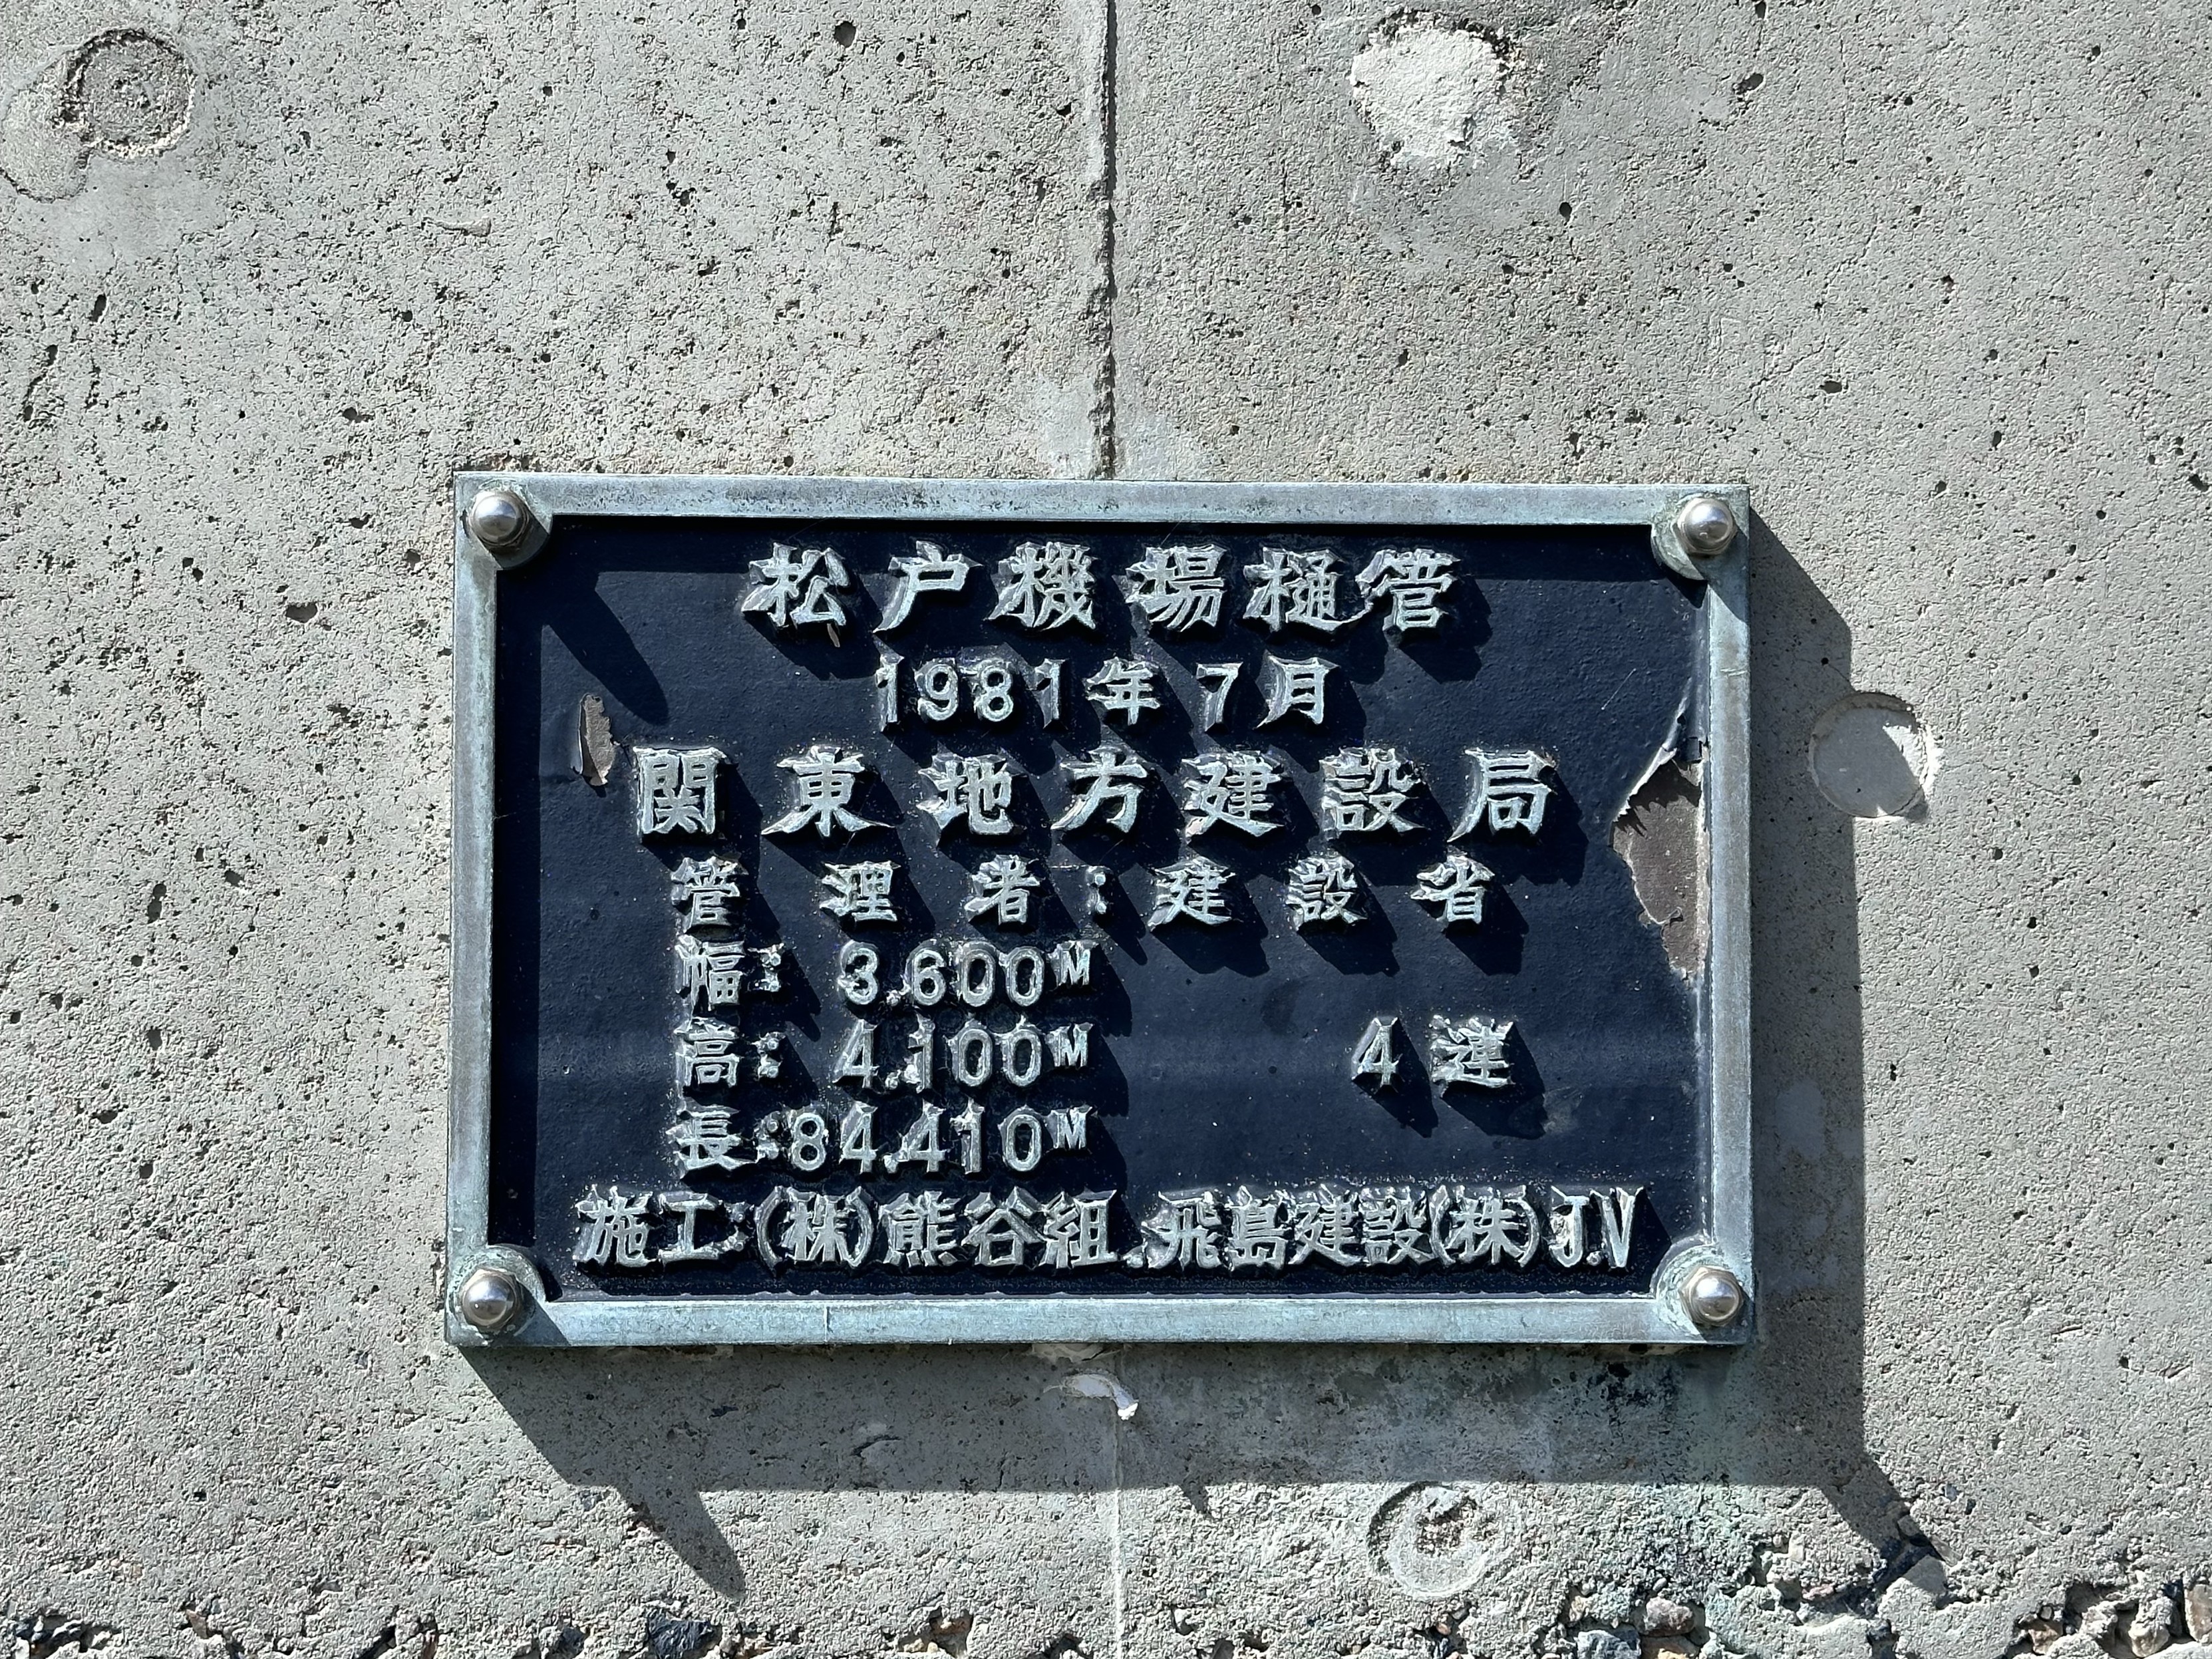 松戸機場樋管
1981年7月
関東地方建設局
管理者:建設省
幅: 3.600M
高: 4.100M 4連
長:84.410M
施工:(株)熊谷組.飛島建設(株)J.V